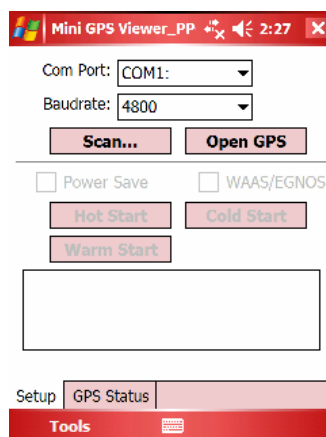 Mini GPS Viewer_PP 2:27
Com Port: COM1:
Baudrate: 4800
Scan... Open GPS
Power Save WAAS/EGNOS
Hot Start Cold Start
Warm Start
Setup GPS Status
Tools